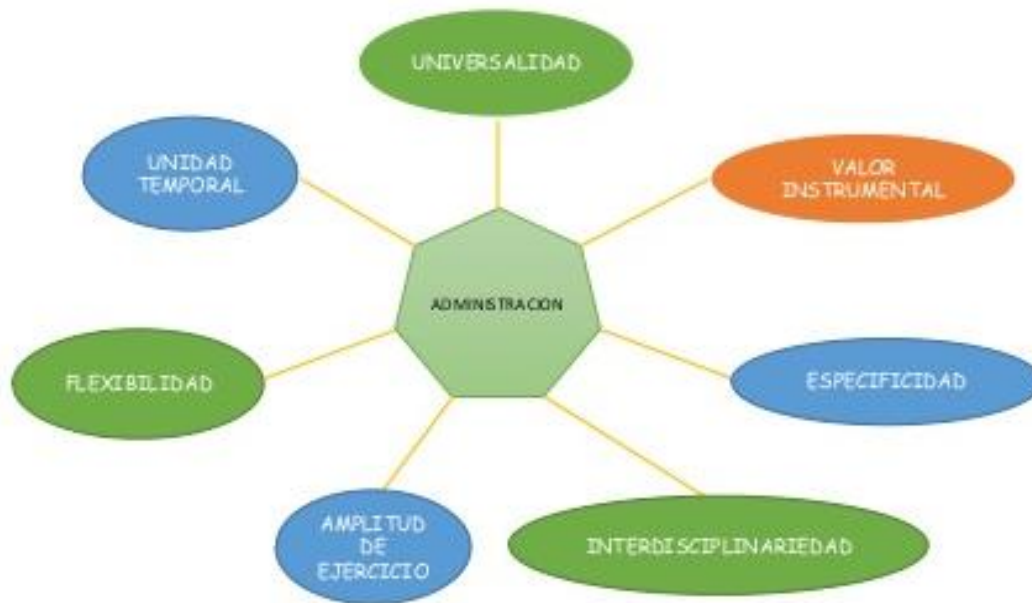 UNIVERSALIDAD
UNIDAD
TEMPORAL
VALOR
INSTRUMENTAL
ADMINISTRACION
FLEXIBILIDAD
ESPECIFICIDAD
AMPLITUD
DE
EJERCICIO
INTERDISCIPLINARIEDAD